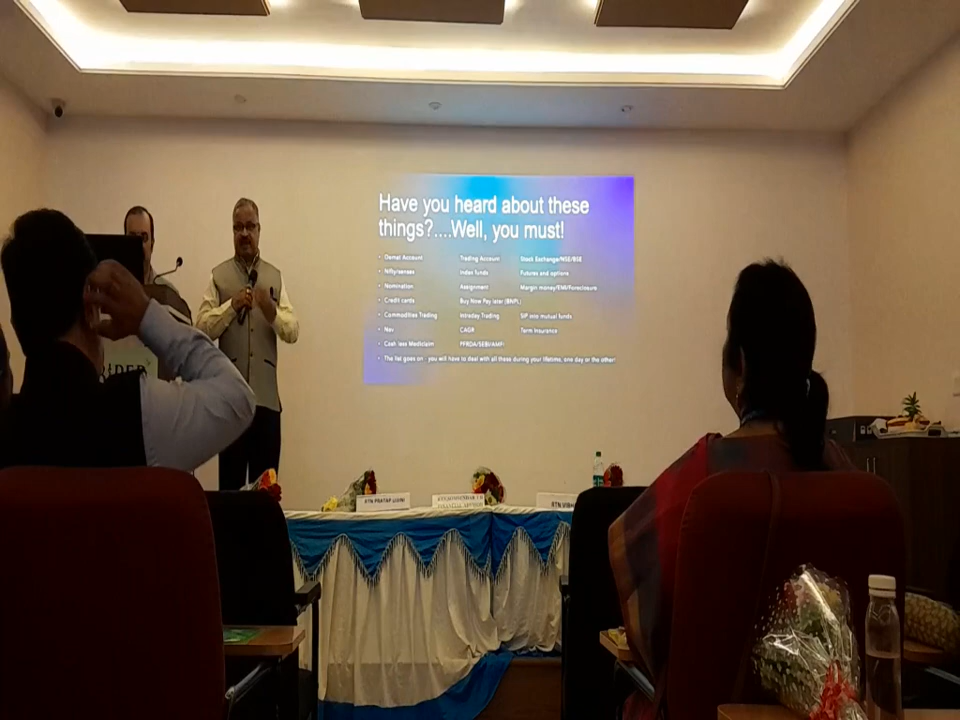 Have you heard about these
things?....Well, you must!
• Demat Account Trading Account Stock Exchange/NSE/BSE
• Nifty/sensex Index funds Futures and options
• Nomination Assignment Margin money/EMI/Foreclosure
• Credit cards Buy Now Pay later (BNPL)
• Commodities Trading Intraday Trading SIP into mutual funds
• Nav CAGR Term Insurance
• Cash less Mediclaim PFRDA/SEBI/AMFI
• The list goes on - you will have to deal with all these during your lifetime, one day or the other!
RTN PRATAP
RTN